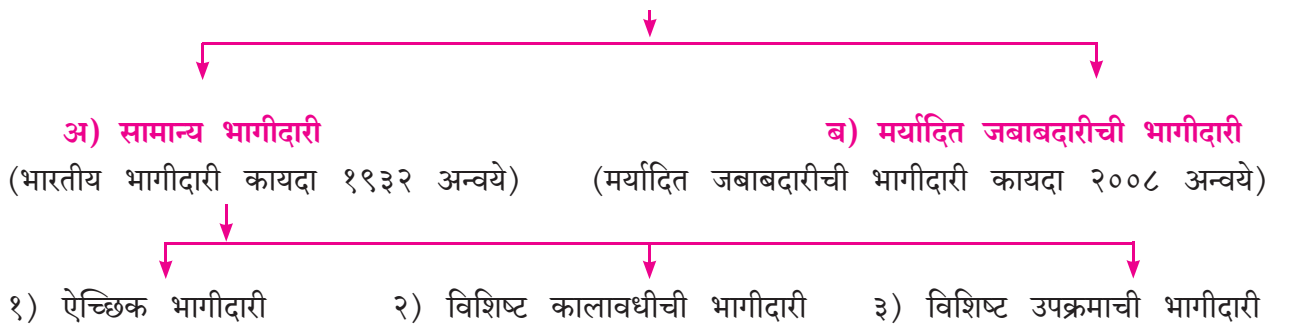 अ) सामान्य भागीदारी ब) मर्यादित जबाबदारीची भागीदारी
(भारतीय भागीदारी कायदा १९३२ अन्वये) (मर्यादित जबाबदारीची भागीदारी कायदा २००८ अन्वये)
१) ऐच्छिक भागीदारी २) विशिष्ट कालावधीची भागीदारी ३) विशिष्ट उपक्रमाची भागीदारी